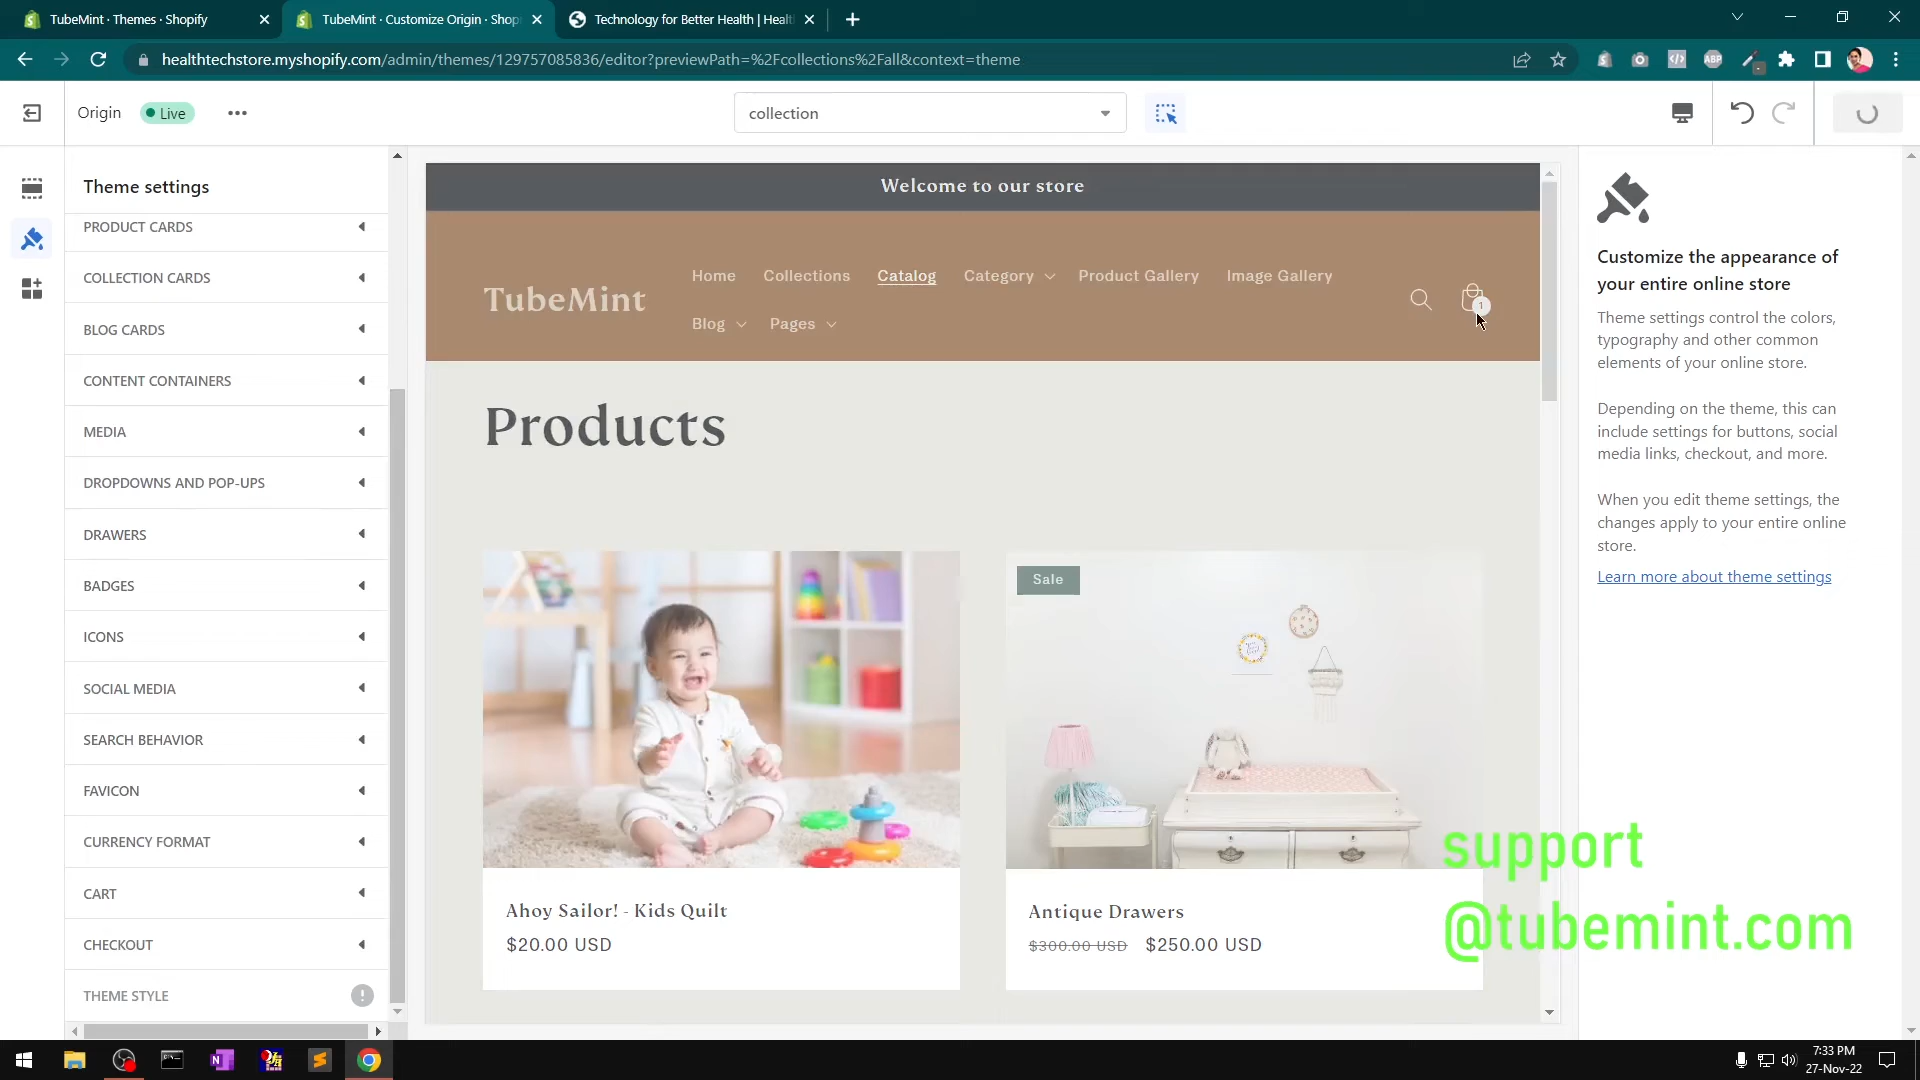 TubeMint · Themes · Shopify
TubeMint · Customize Origin · Shop
Technology for Better Health | Heal
healthtechstore.myshopify.com/admin/themes/129757085836/editor?previewPath=%2Fcollections%2Fall&context=theme
ABP
Origin
Live
collection
Theme settings
PRODUCT CARDS
COLLECTION CARDS
BLOG CARDS
CONTENT CONTAINERS
MEDIA
DROPDOWNS AND POP-UPS
DRAWERS
BADGES
ICONS
SOCIAL MEDIA
SEARCH BEHAVIOR
FAVICON
CURRENCY FORMAT
CART
CHECKOUT
THEME STYLE
Welcome to our store
TubeMint
Home Collections Catalog Category Product Gallery Image Gallery
Blog Pages
1
Products
Sale
Ahoy Sailor! - Kids Quilt
$20.00 USD
Antique Drawers
$300.00 USD $250.00 USD
Customize the appearance of
your entire online store
Theme settings control the colors,
typography and other common
elements of your online store.
Depending on the theme, this can
include settings for buttons, social
media links, checkout, and more.
When you edit theme settings, the
changes apply to your entire online
store.
Learn more about theme settings
support
@tubemint.com
7:33 PM
27-Nov-22